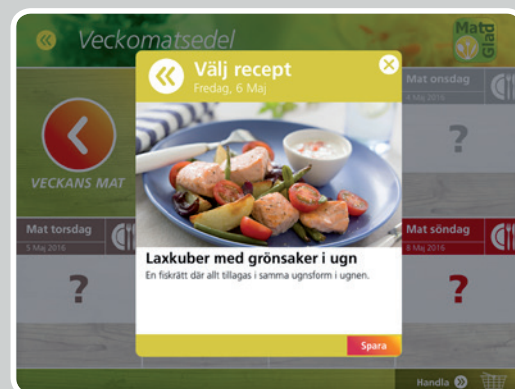 Veckomatsedel
Mat
Glad
Välj recept
Fredag, 6 Maj
Mat onsdag
4 Maj 2016
?
VECKANS MAT
Laxkuber med grönsaker i ugn
En fiskrätt där allt tillagas i samma ugnsform i ugnen.
Mat torsdag
5 Maj 2016
?
Mat söndag
8 Maj 2016
?
Spara
Handla